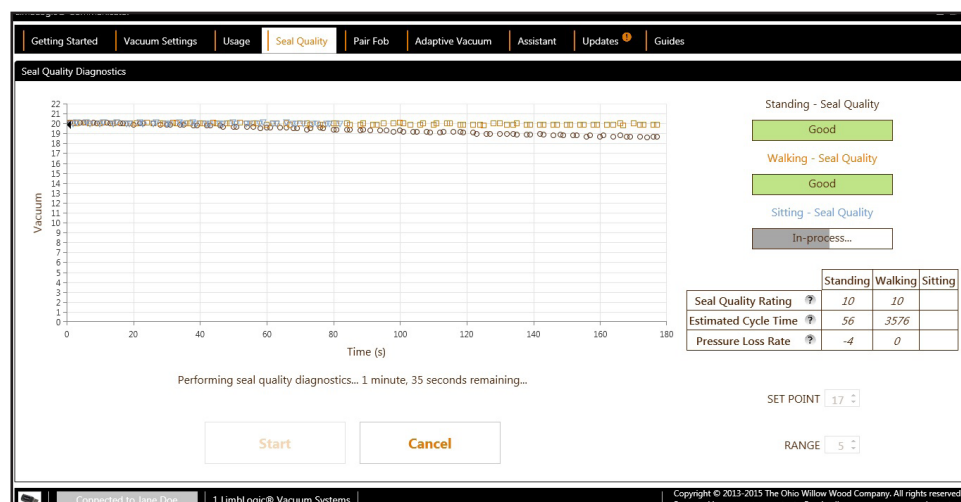 Getting Started Vacuum Settings Usage Seal Quality Pair Fob Adaptive Vacuum Assistant Updates ! Guides
Seal Quality Diagnostics
22
21
20
19
18
17
16
15
14
13
12
11
10
9
8
7
6
5
4
3
2
1
0
Vacuum
0 20 40 60 80 100 120 140 160 180
Time (s)
Performing seal quality diagnostics... 1 minute, 35 seconds remaining...
Start Cancel
Standing - Seal Quality
Good
Walking - Seal Quality
Good
Sitting - Seal Quality
In-process...
Standing Walking Sitting
Seal Quality Rating ? 10 10
Estimated Cycle Time ? 56 3576
Pressure Loss Rate ? -4 0
SET POINT 17
RANGE 5
Connected to Jane Doe 1 LimbLogic® Vacuum Systems
Copyright © 2013-2015 The Ohio Willow Wood Company. All rights reserved